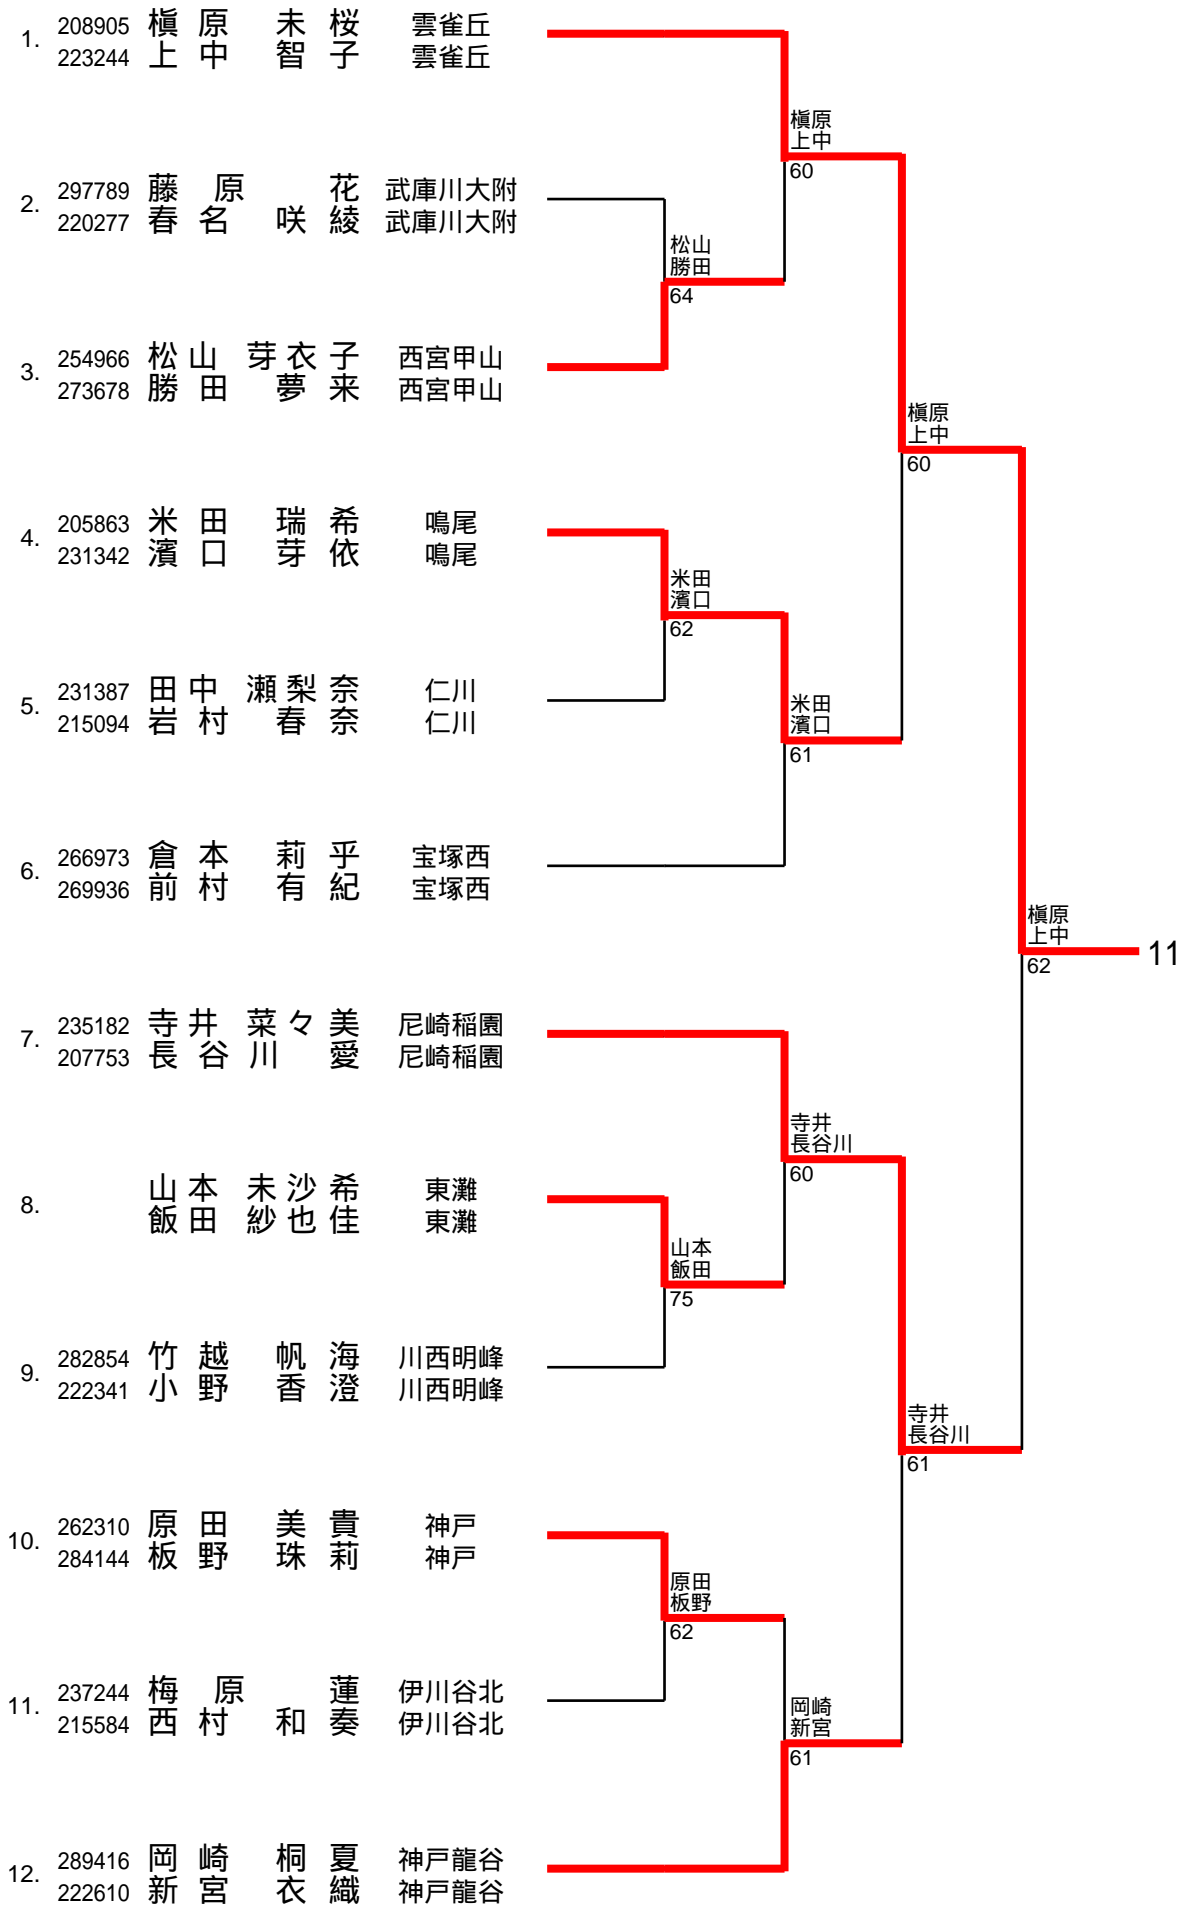 1. 208905 槇原 未桜 雲雀丘
223244 上中 智子 雲雀丘
槇原
上中
60
2. 297789 藤原 花 武庫川大附
220277 春名 咲綾 武庫川大附
松山
勝田
64
3. 254966 松山 芽衣子 西宮甲山
273678 勝田 夢来 西宮甲山
槇原
上中
60
4. 205863 米田 瑞希 鳴尾
231342 濱口 芽依 鳴尾
米田
濱口
62
5. 231387 田中 瀬梨奈 仁川
215094 岩村 春奈 仁川
米田
濱口
61
6. 266973 倉本 莉乎 宝塚西
269936 前村 有紀 宝塚西
槇原
上中
62
11
7. 235182 寺井 菜々美 尼崎稲園
207753 長谷川 愛 尼崎稲園
寺井
長谷川
60
8. 山本 未沙希 東灘
飯田 紗也佳 東灘
山本
飯田
75
9. 282854 竹越 帆海 川西明峰
222341 小野 香澄 川西明峰
寺井
長谷川
61
10. 262310 原田 美貴 神戸
284144 板野 珠莉 神戸
原田
板野
62
11. 237244 梅原 蓮 伊川谷北
215584 西村 和奏 伊川谷北
岡崎
新宮
61
12. 289416 岡崎 桐夏 神戸龍谷
222610 新宮 衣織 神戸龍谷